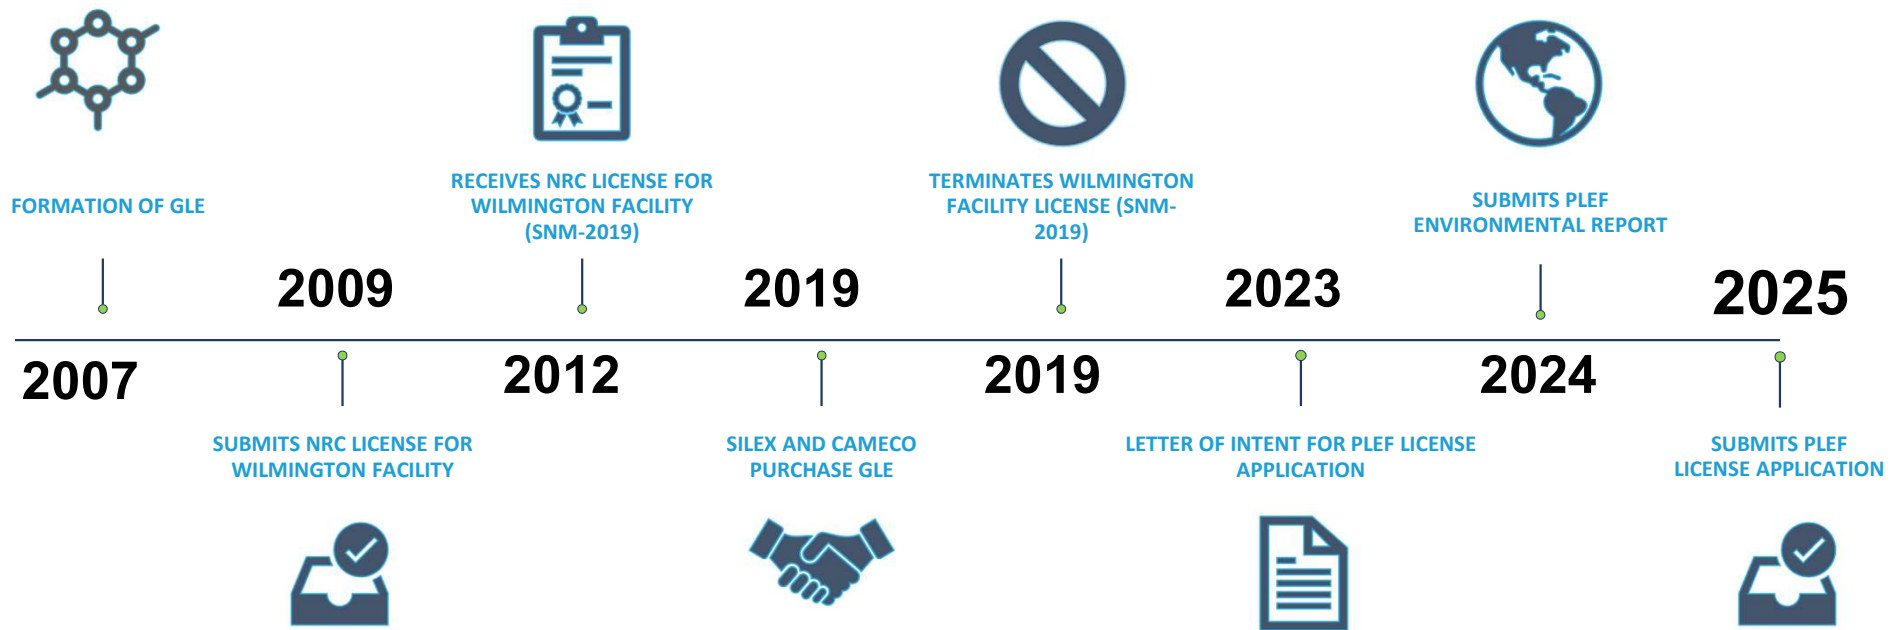 FORMATION OF GLE
2007
2009
SUBMITS NRC LICENSE FOR
WILMINGTON FACILITY
RECEIVES NRC LICENSE FOR
WILMINGTON FACILITY
(SNM-2019)
2012
2019
SILEX AND CAMECO
PURCHASE GLE
TERMINATES WILMINGTON
FACILITY LICENSE (SNM-
2019)
2019
2023
LETTER OF INTENT FOR PLEF LICENSE
APPLICATION
SUBMITS PLEF
ENVIRONMENTAL REPORT
2024
2025
SUBMITS PLEF
LICENSE APPLICATION